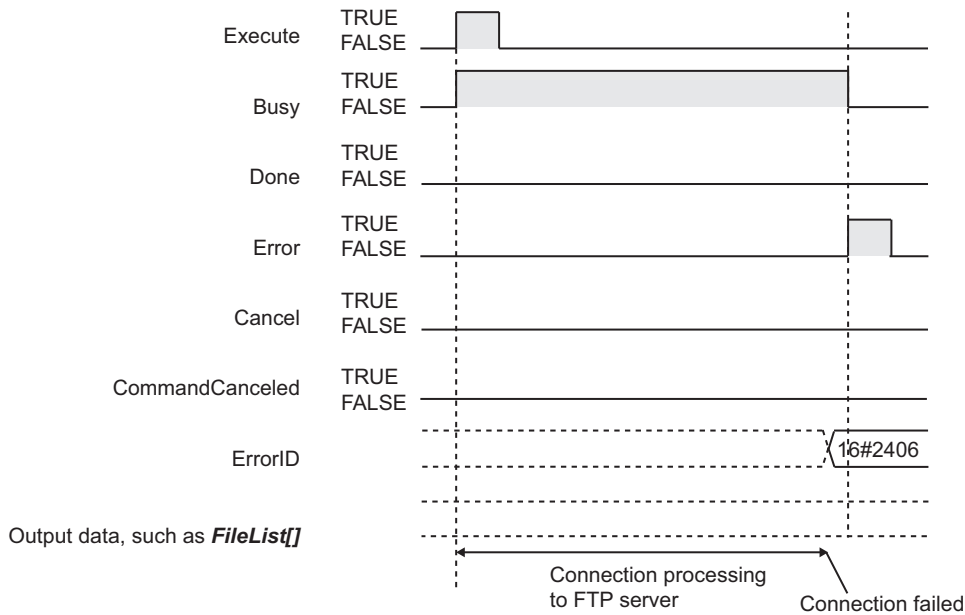 Execute
TRUE
FALSE
Busy
TRUE
FALSE
Done
TRUE
FALSE
Error
TRUE
FALSE
Cancel
TRUE
FALSE
CommandCanceled
TRUE
FALSE
ErrorID
16#2406
Output data, such as FileList[]
Connection processing
to FTP server
Connection failed